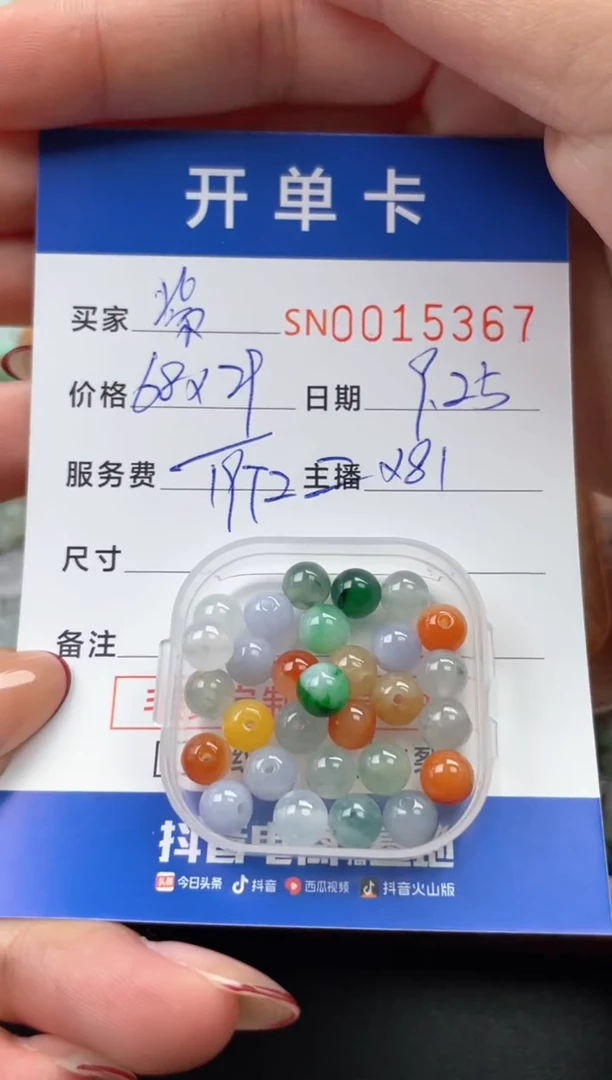 开单卡
买家 SN0015367
价格 68x29 日期 9.25
服务费 1972 主播 x81
尺寸
备注
抖音电商
今日头条 抖音 西瓜视频 抖音火山版